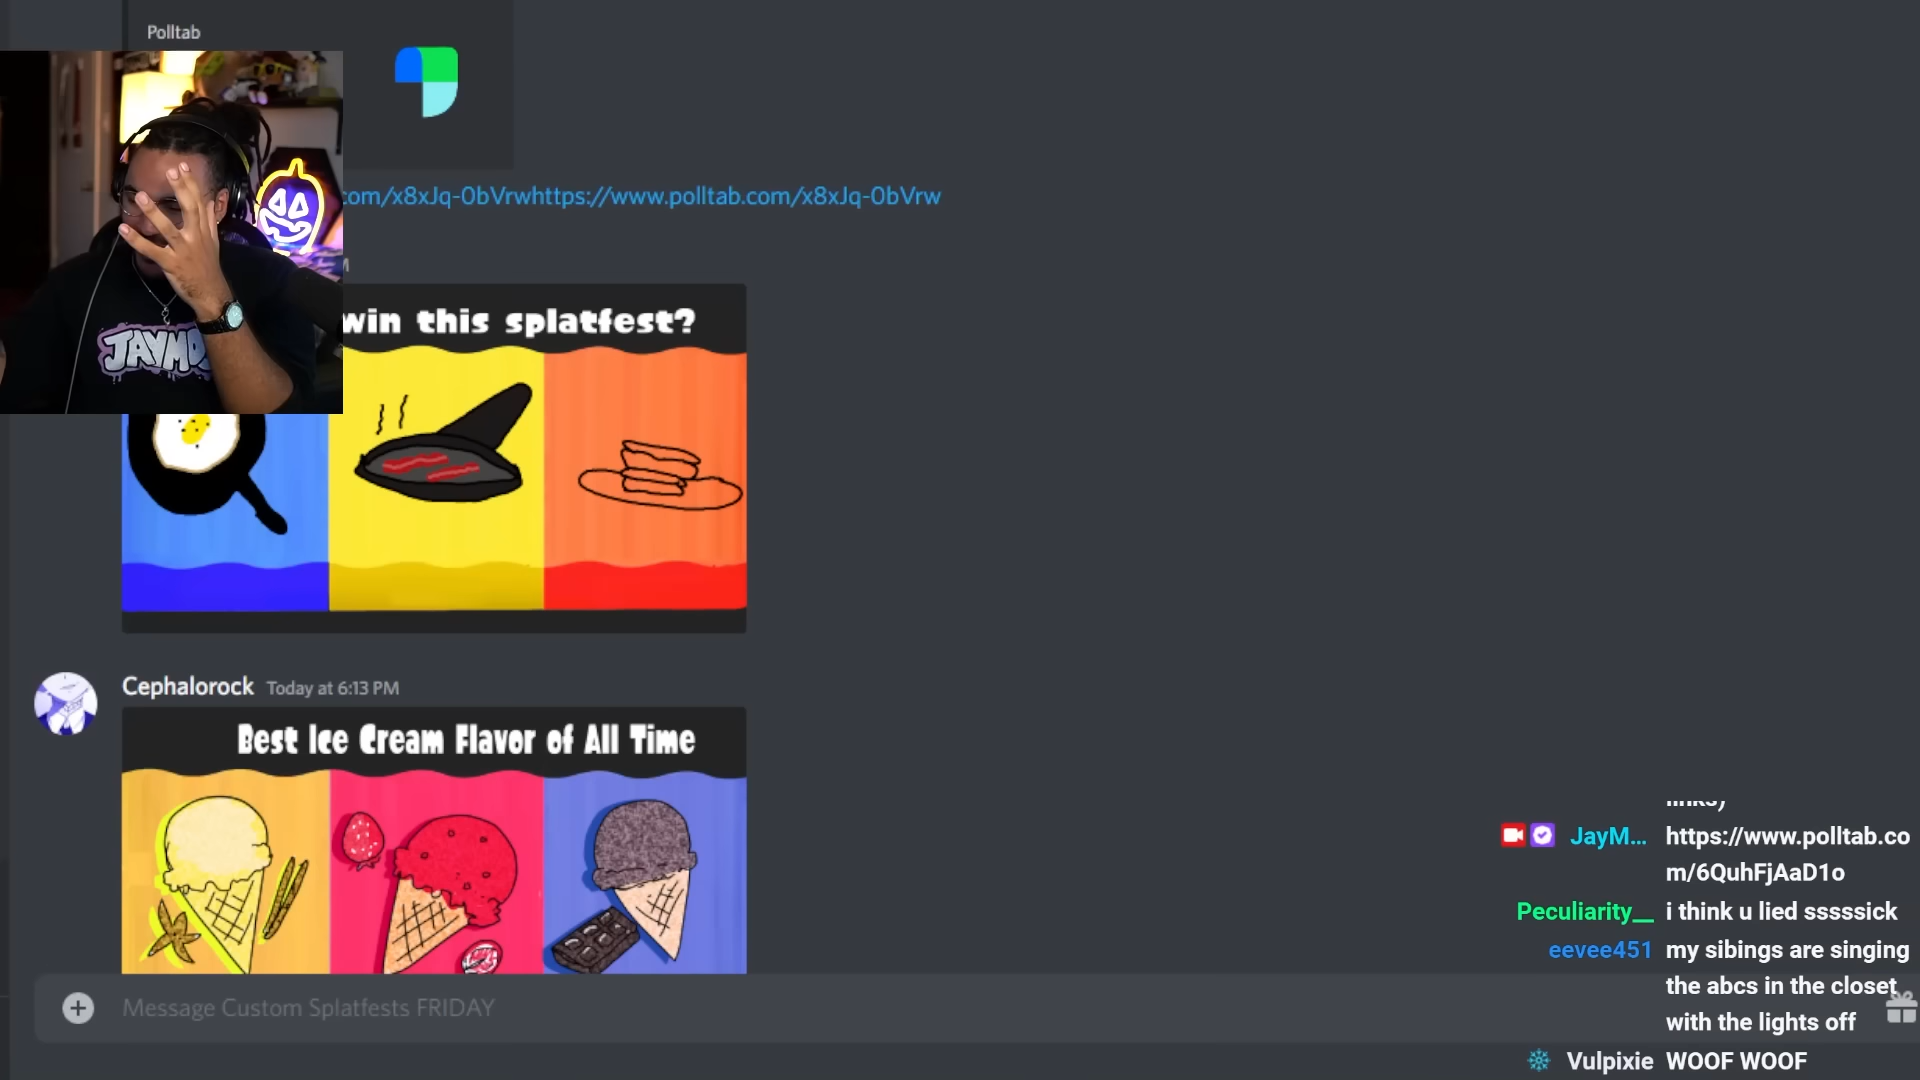 Polltab
com/x8xJq-0bVrwhttps://www.polltab.com/x8xJq-0bVrw
win this splatfest?
JAYMO
Cephalorock Today at 6:13 PM
Best Ice Cream Flavor of All Time
Message Custom Splatfests FRIDAY
links)
JayM... https://www.polltab.co
m/6QuhFjAaD1o
Peculiarity__ i think u lied sssssick
eevee451 my sibings are singing
the abcs in the closet
with the lights off
Vulpixie WOOF WOOF